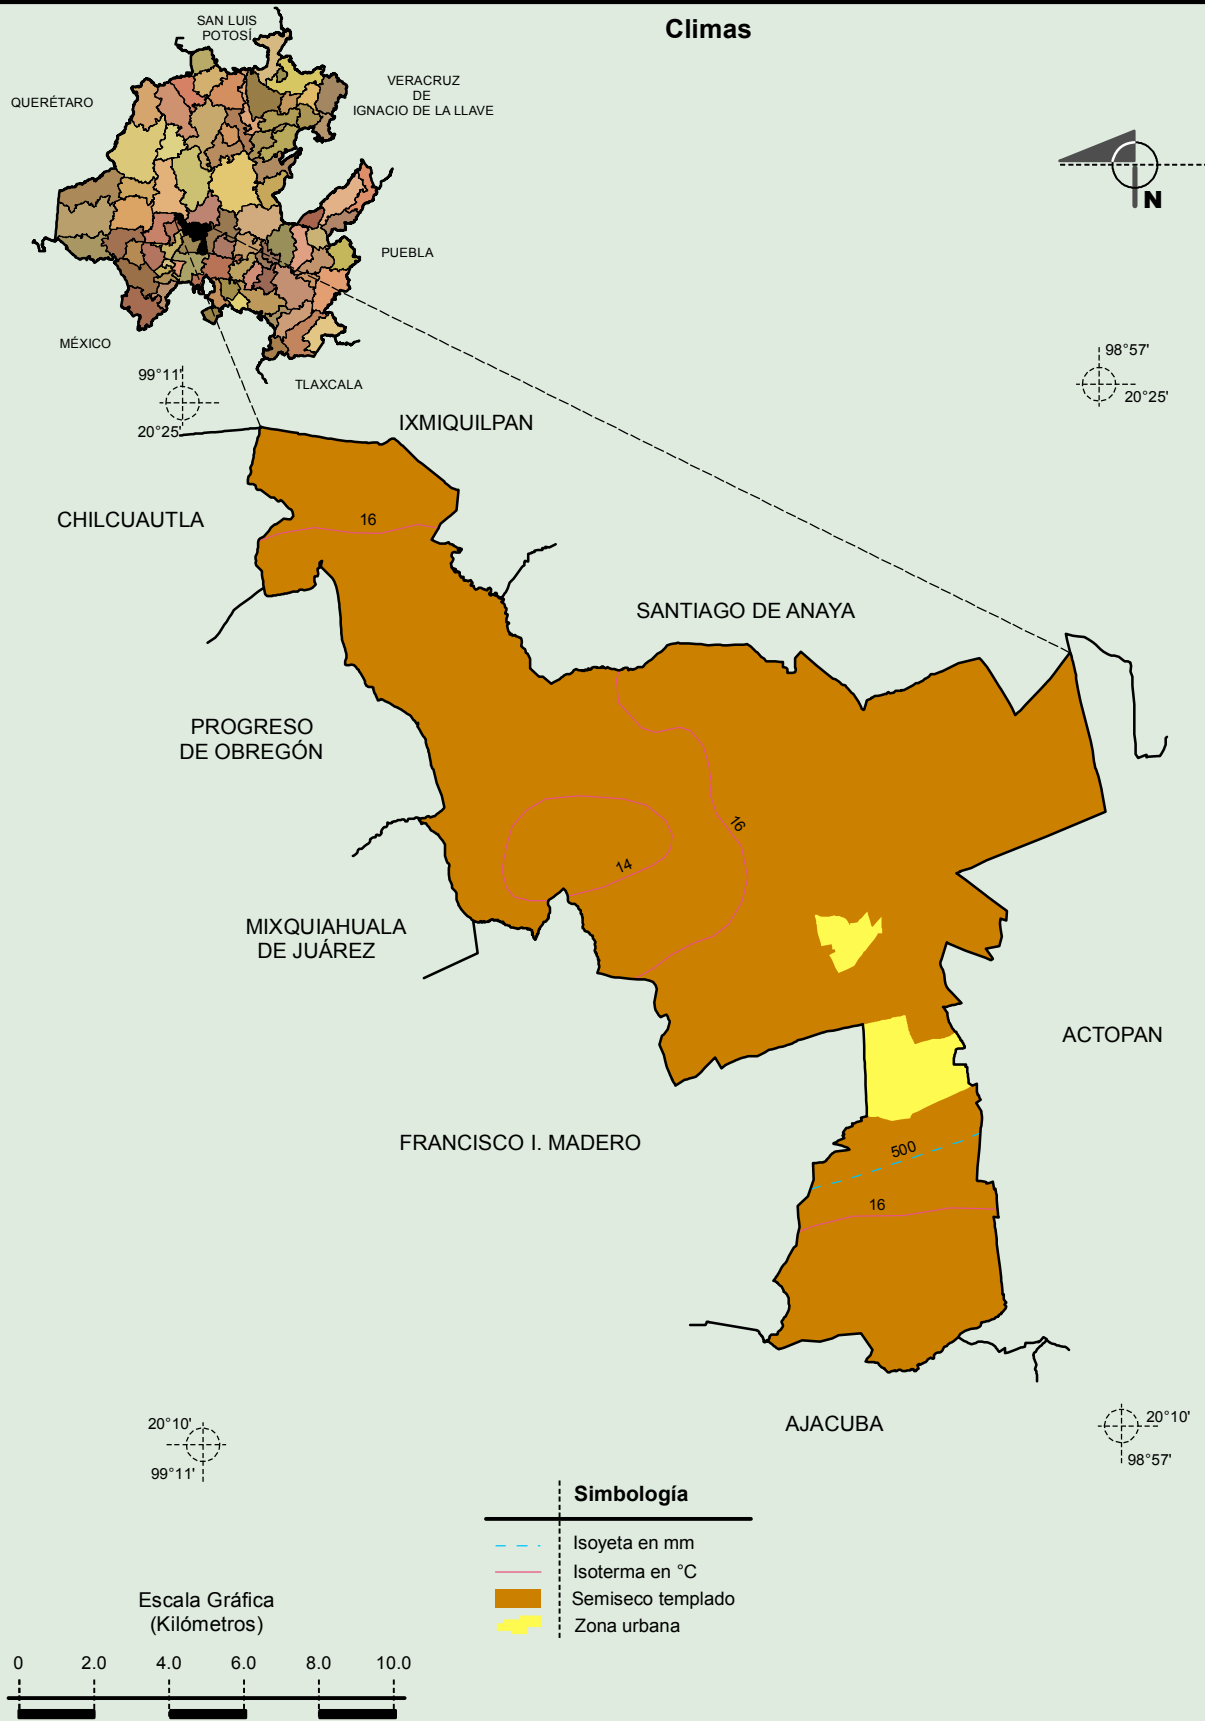 Climas
SAN LUIS
POTOSÍ
QUERÉTARO
VERACRUZ
DE
IGNACIO DE LA LLAVE
N
PUEBLA
MÉXICO
TLAXCALA
99°11'
20°25'
98°57'
20°25'
IXMIQUILPAN
CHILCUAUTLA
16
SANTIAGO DE ANAYA
PROGRESO
DE OBREGÓN
16
14
MIXQUIAHUALA
DE JUÁREZ
ACTOPAN
FRANCISCO I. MADERO
500
16
AJACUBA
20°10'
99°11'
20°10'
98°57'
Simbología
Isoyeta en mm
Isoterma en °C
Semiseco templado
Zona urbana
Escala Gráfica
(Kilómetros)
0 2.0 4.0 6.0 8.0 10.0